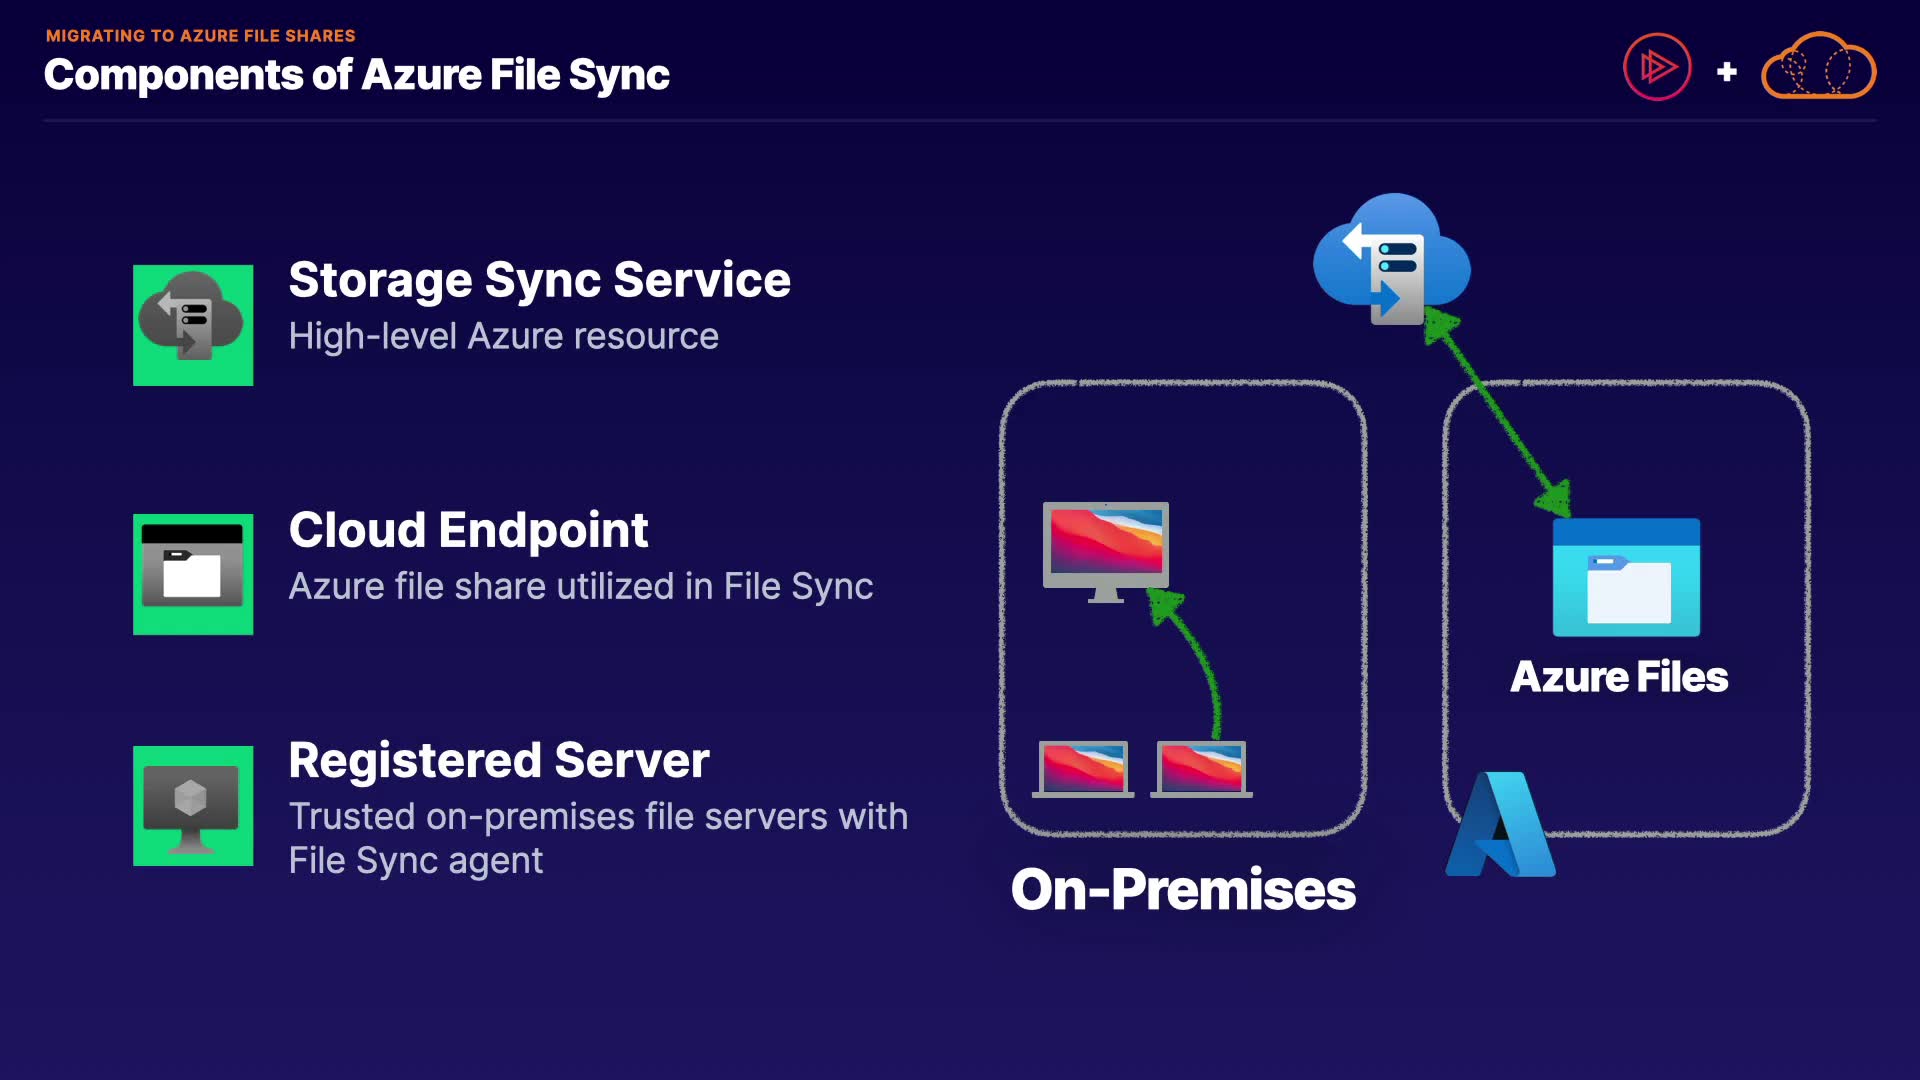 MIGRATING TO AZURE FILE SHARES
Components of Azure File Sync
Storage Sync Service
High-level Azure resource
Cloud Endpoint
Azure file share utilized in File Sync
Registered Server
Trusted on-premises file servers with
File Sync agent
Azure Files
On-Premises